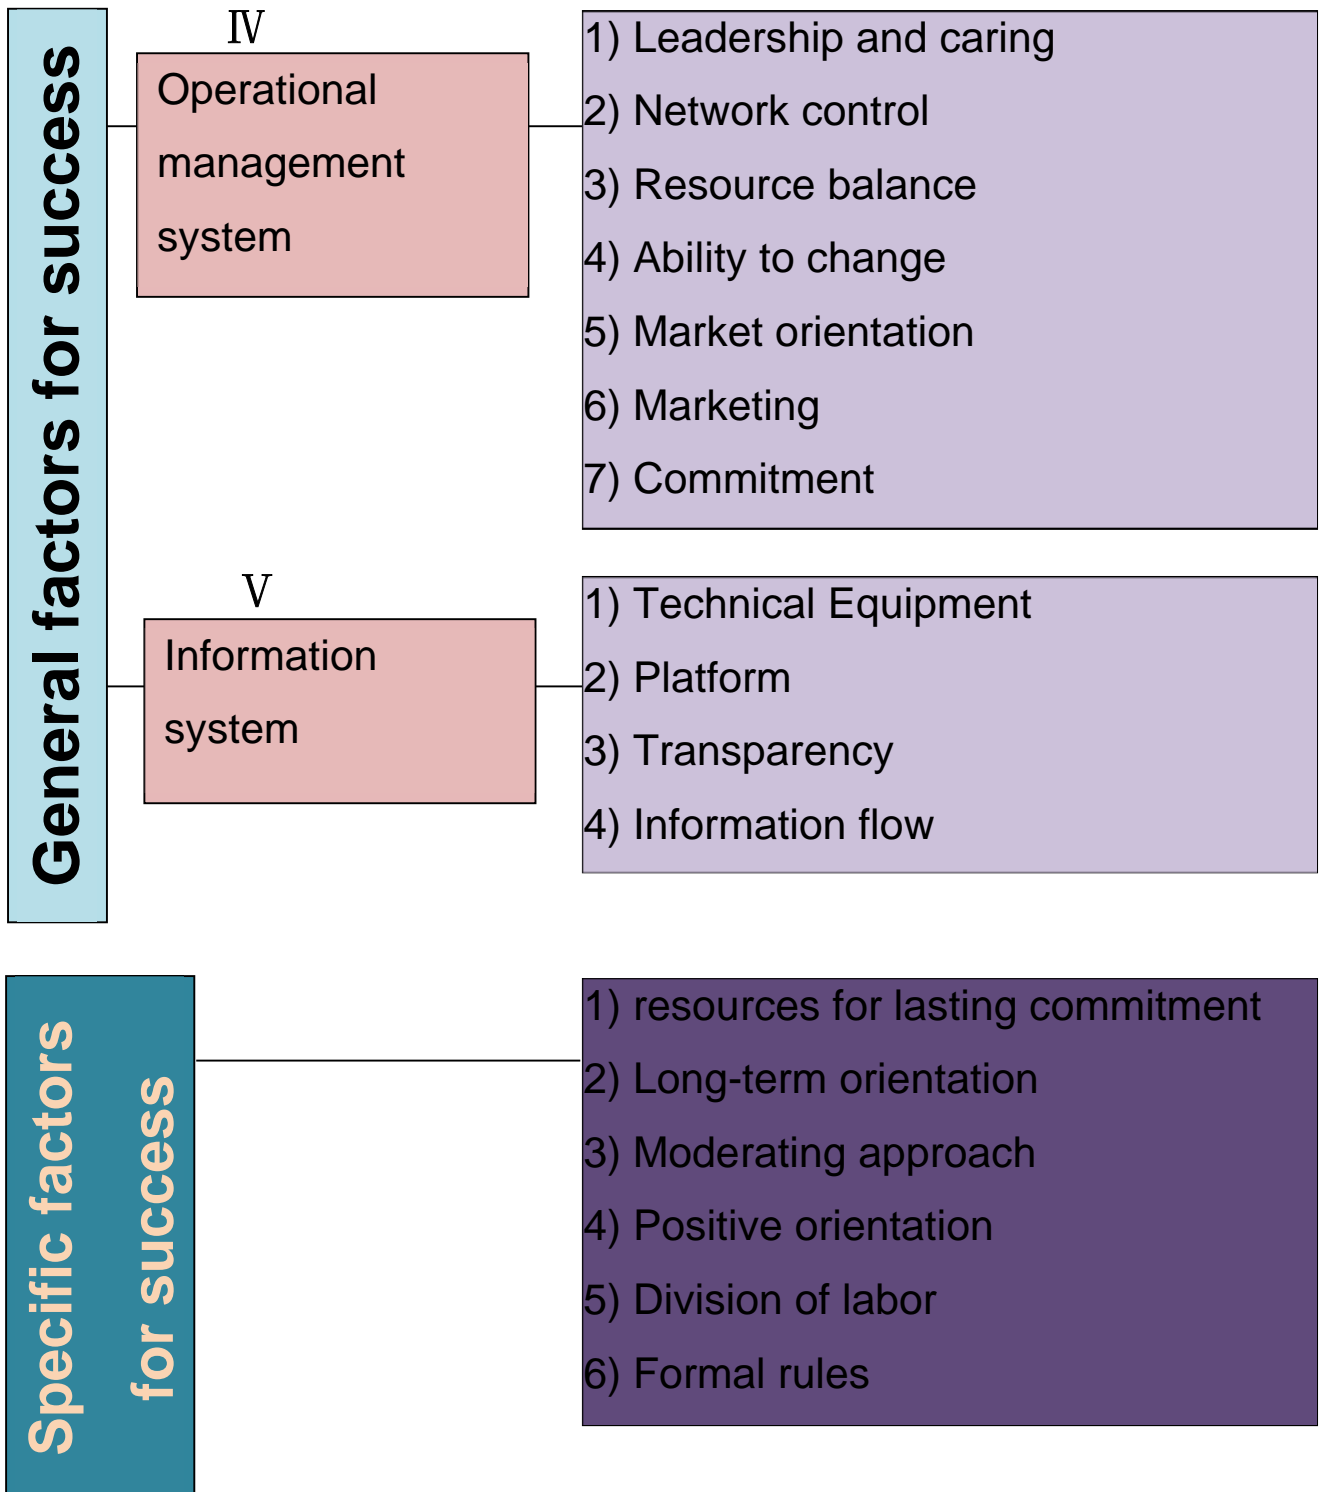 General factors for success
Ⅳ
Operational
management
system
1) Leadership and caring
2) Network control
3) Resource balance
4) Ability to change
5) Market orientation
6) Marketing
7) Commitment
Ⅴ
Information
system
1) Technical Equipment
2) Platform
3) Transparency
4) Information flow
Specific factors
for success
1) resources for lasting commitment
2) Long-term orientation
3) Moderating approach
4) Positive orientation
5) Division of labor
6) Formal rules